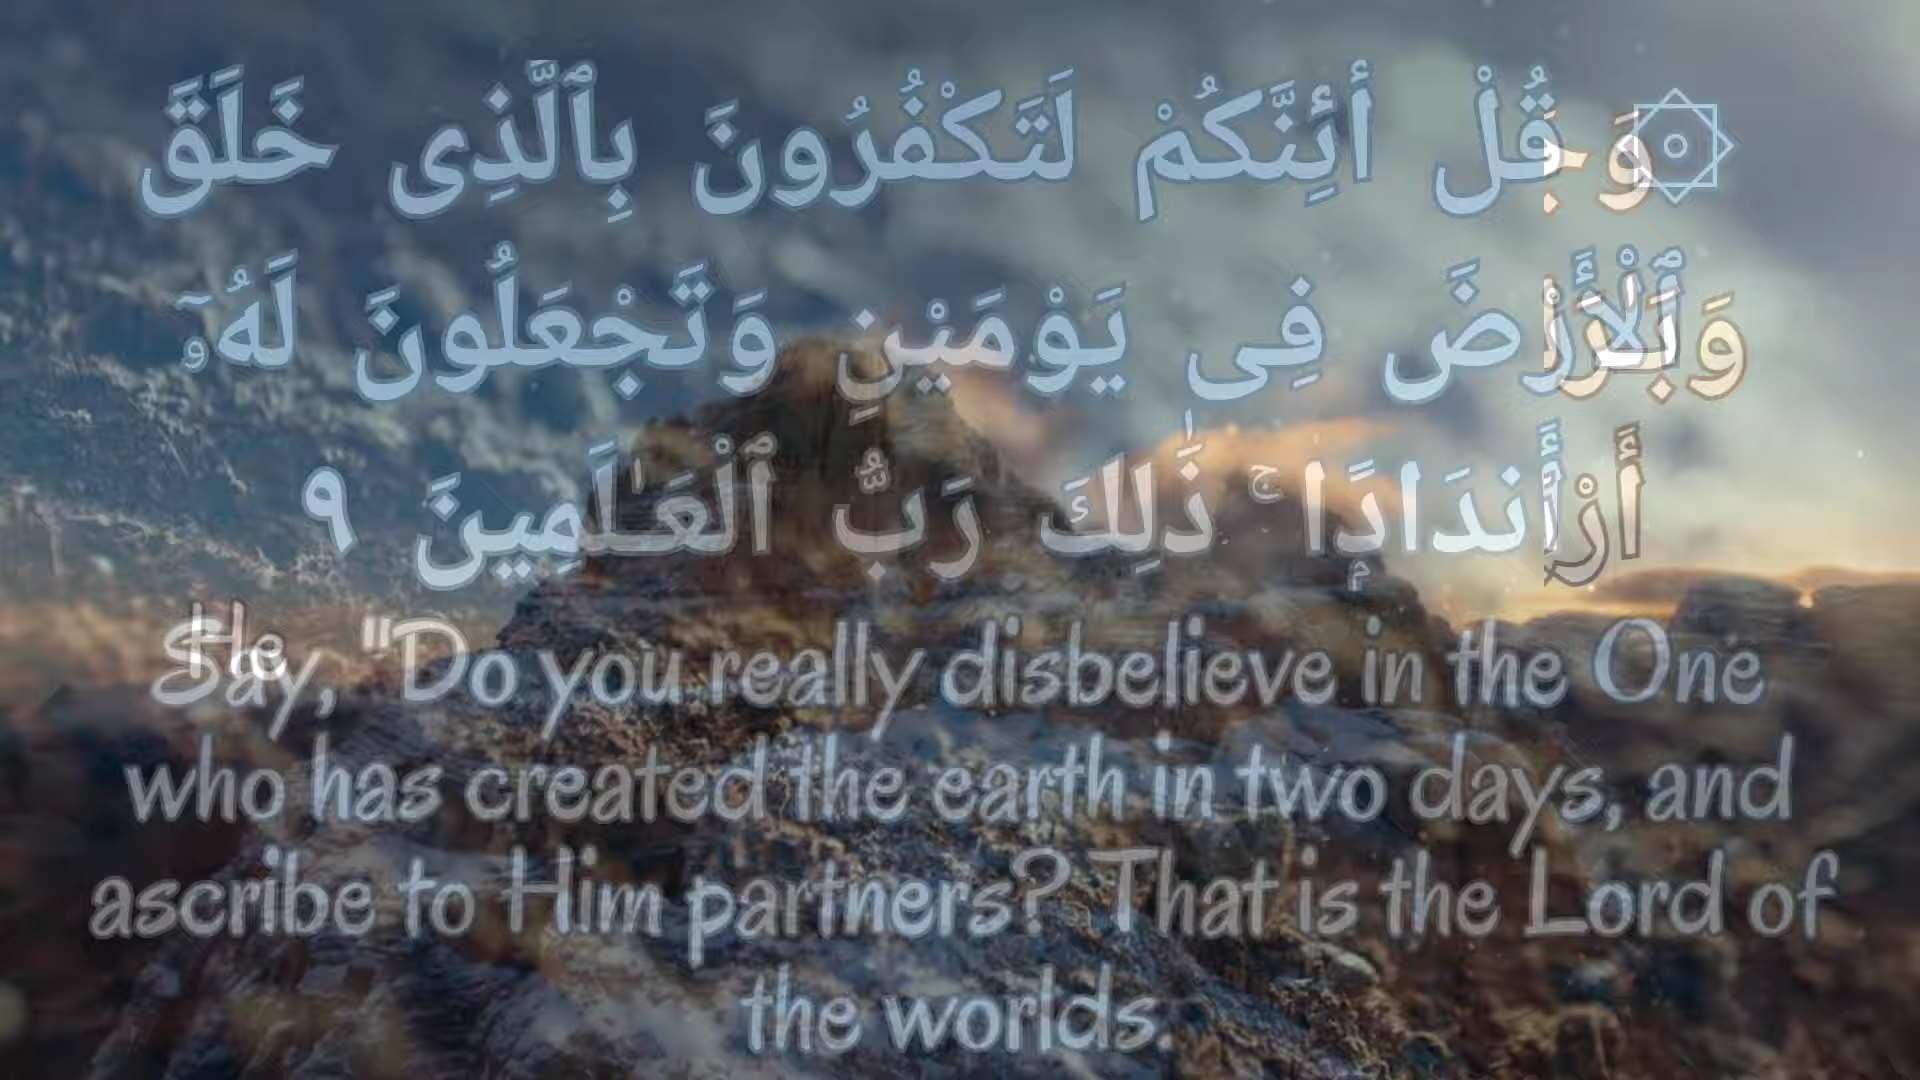 ۞ قُلْ أَئِنَّكُمْ لَتَكْفُرُونَ بِٱلَّذِى خَلَقَ
ٱلْأَرْضَ فِى يَوْمَيْنِ وَتَجْعَلُونَ لَهُۥٓ
أَندَادًا ۚ ذَٰلِكَ رَبُّ ٱلْعَـٰلَمِينَ ٩
Say, "Do you really disbelieve in the One
who has created the earth in two days, and
ascribe to Him partners? That is the Lord of
the worlds.
He